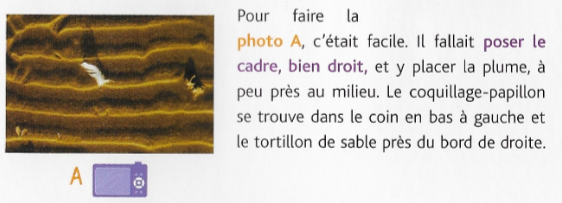 Pour faire la
photo A, c'était facile. Il fallait poser le
cadre, bien droit, et y placer la plume, à
peu près au milieu. Le coquillage-papillon
se trouve dans le coin en bas à gauche et
le tortillon de sable près du bord de droite.
A